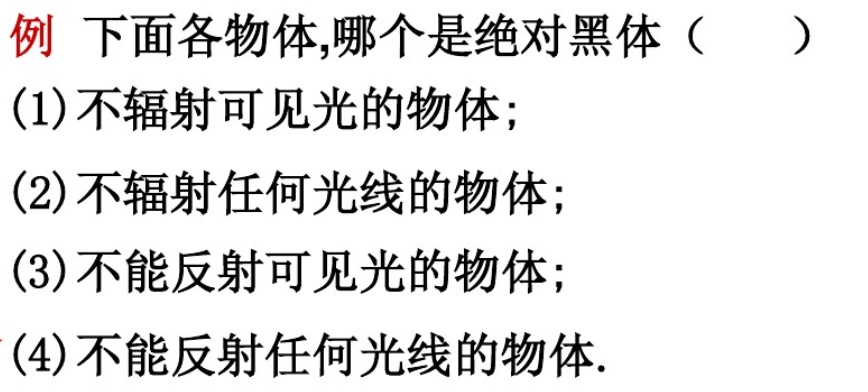 例 下面各物体,哪个是绝对黑体（ ）
(1)不辐射可见光的物体;
(2)不辐射任何光线的物体;
(3)不能反射可见光的物体;
(4)不能反射任何光线的物体.